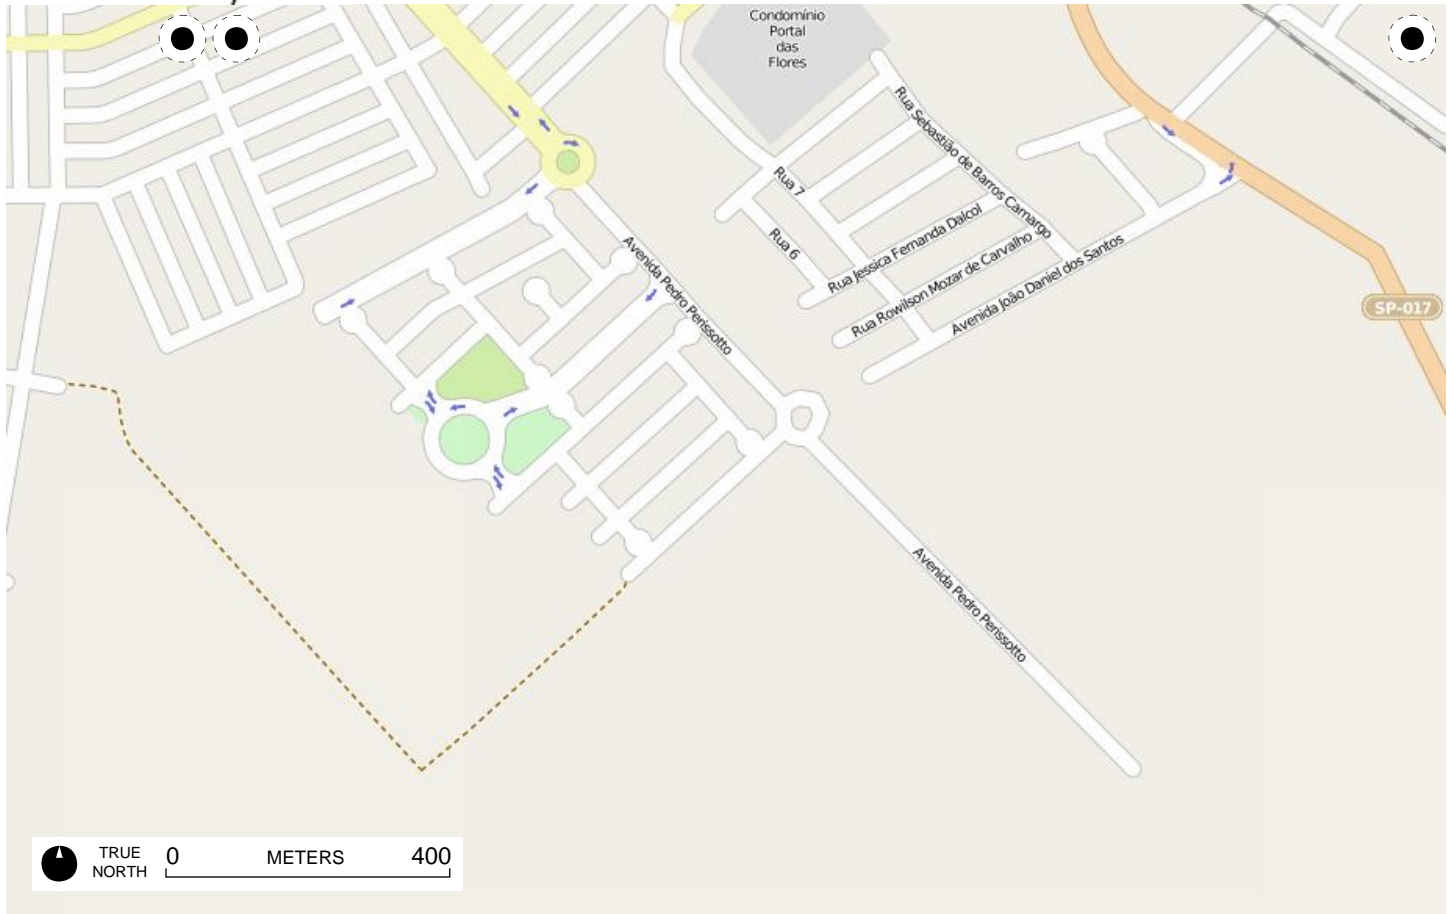 Condomínio
Portal
das
Flores
Rua Sebastião de Barros Camargo
Rua 7
Rua 6
Rua Jessica Fernanda Dalcol
Rua Rowilson Mozar de Carvalho
Avenida João Daniel dos Santos
Avenida Pedro Perissotto
SP-017
Avenida Pedro Perissotto
TRUE
NORTH
0 METERS 400